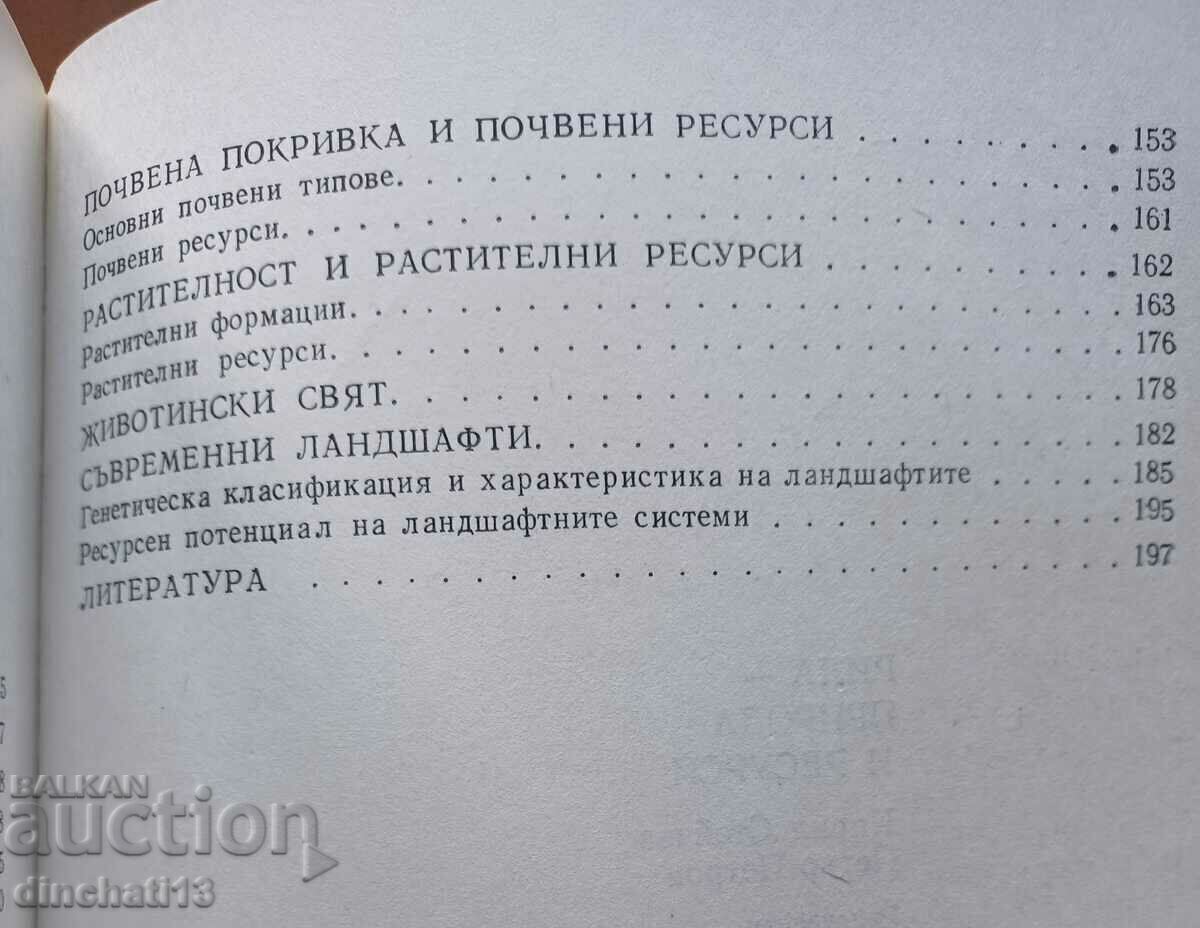 ПОЧВЕНА ПОКРИВКА И ПОЧВЕНИ РЕСУРСИ . . . . . . . . . 153
Основни почвени типове. . . . . . . . . . . . . . . . . . . 153
Почвени ресурси. . . . . . . . . . . . . . . . . . . . . . . 161
РАСТИТЕЛНОСТ И РАСТИТЕЛНИ РЕСУРСИ . . . . . . . . . . 162
Растителни формации. . . . . . . . . . . . . . . . . . . . . 163
Растителни ресурси. . . . . . . . . . . . . . . . . . . . . . 176
ЖИВОТИНСКИ СВЯТ. . . . . . . . . . . . . . . . . . . . 178
СЪВРЕМЕННИ ЛАНДШАФТИ. . . . . . . . . . . . . . . . 182
Генетическа класификация и характеристика на ландшафтите . . . . . 185
Ресурсен потенциал на ландшафтните системи . . . . . . . . . . . 195
ЛИТЕРАТУРА . . . . . . . . . . . . . . . . . . . . . . . 197
BALKAN
auction
dinchati13